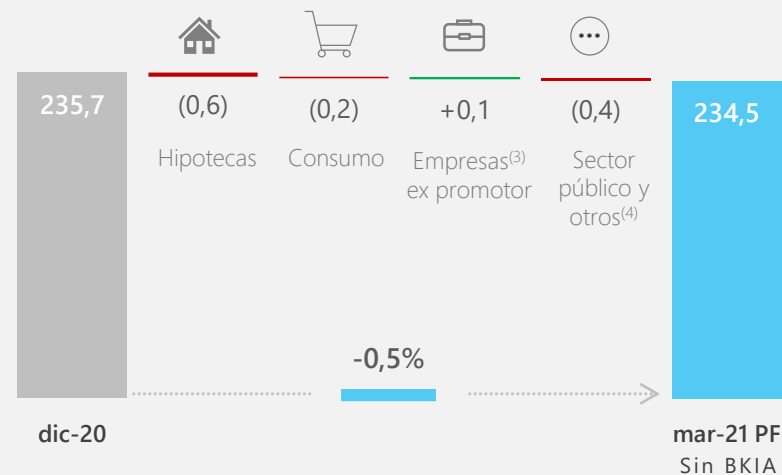 235,7
(0,6)
(0,2)
+0,1
(0,4)
234,5
Hipotecas
Consumo
Empresas(3)
ex promotor
Sector
público y
otros(4)
-0,5%
dic-20
mar-21 PF
Sin BKIA